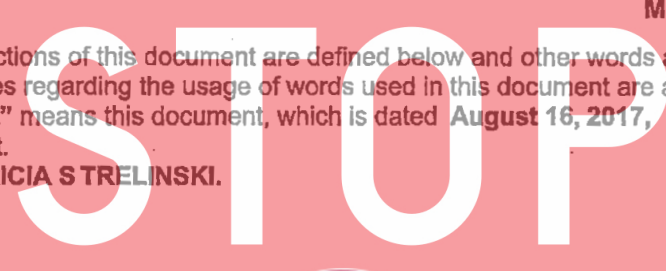 M
ctions of this document are defined below and other words a
es regarding the usage of words used in this document are a
” means this document, which is dated August 16, 2017,
t.
ICIA S TRELINSKI.
STOP